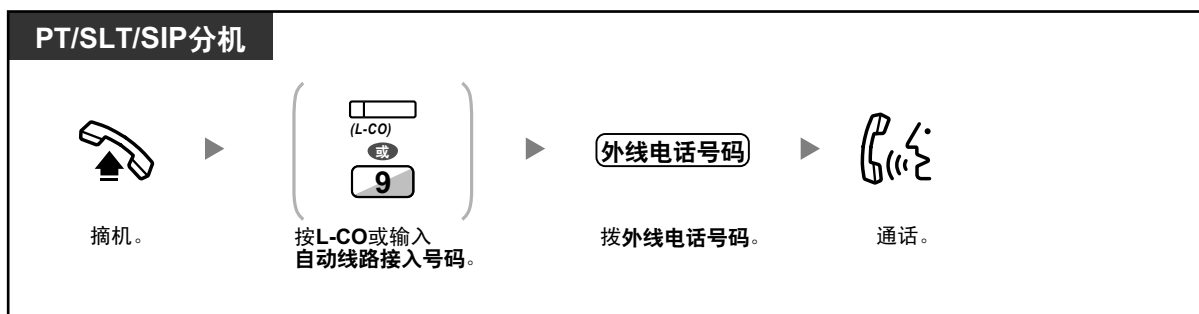 PT/SLT/SIP分机
(L-CO)
或
9
外线电话号码
摘机。
按L-CO或输入
自动线路接入号码。
拨外线电话号码。
通话。